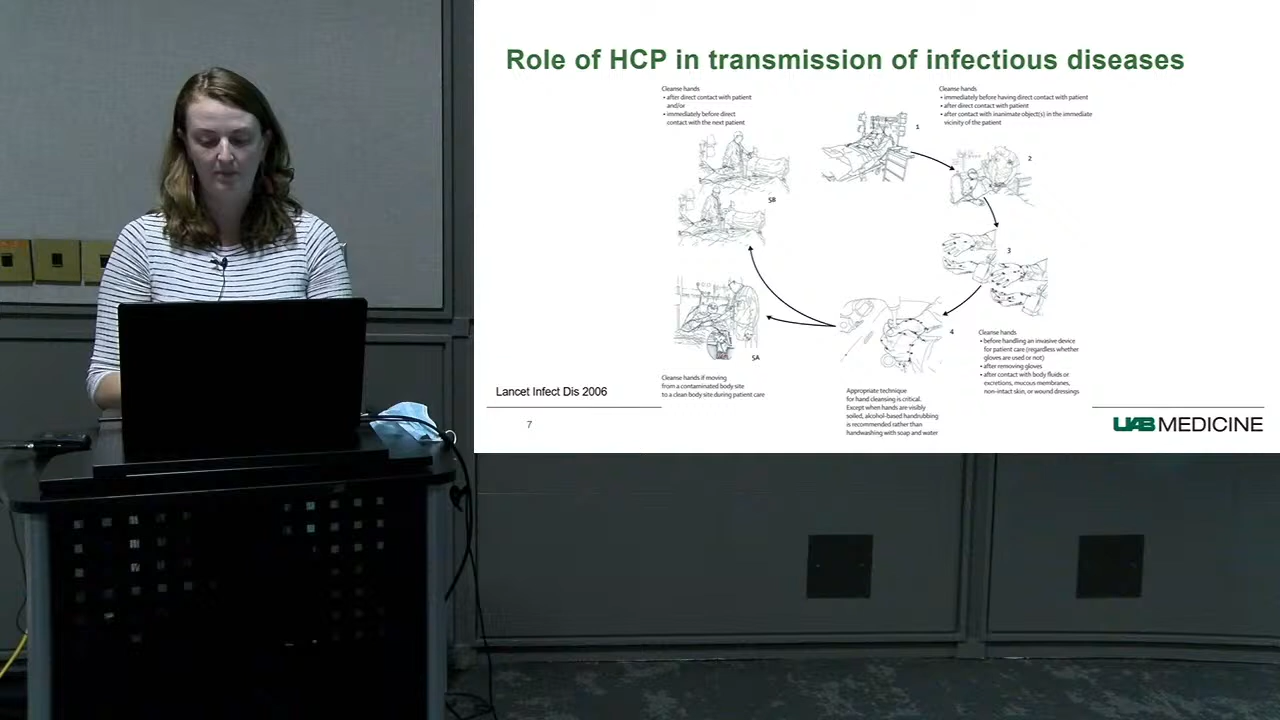 Role of HCP in transmission of infectious diseases
Cleanse hands
• after direct contact with patient
and/or
• immediately before direct
contact with the next patient
Cleanse hands
• immediately before having direct contact with patient
• after direct contact with patient
• after contact with inanimate object(s) in the immediate
vicinity of the patient
1
2
5B
3
4
Cleanse hands
• before handling an invasive device
for patient care (regardless whether
gloves are used or not)
• after removing gloves
• after contact with body fluids or
excretions, mucous membranes,
non-intact skin, or wound dressings
5A
Cleanse hands if moving
from a contaminated body site
to a clean body site during patient care
Appropriate technique
for hand cleansing is critical.
Except when hands are visibly
soiled, alcohol-based handrubbing
is recommended rather than
handwashing with soap and water
Lancet Infect Dis 2006
7
UAB MEDICINE